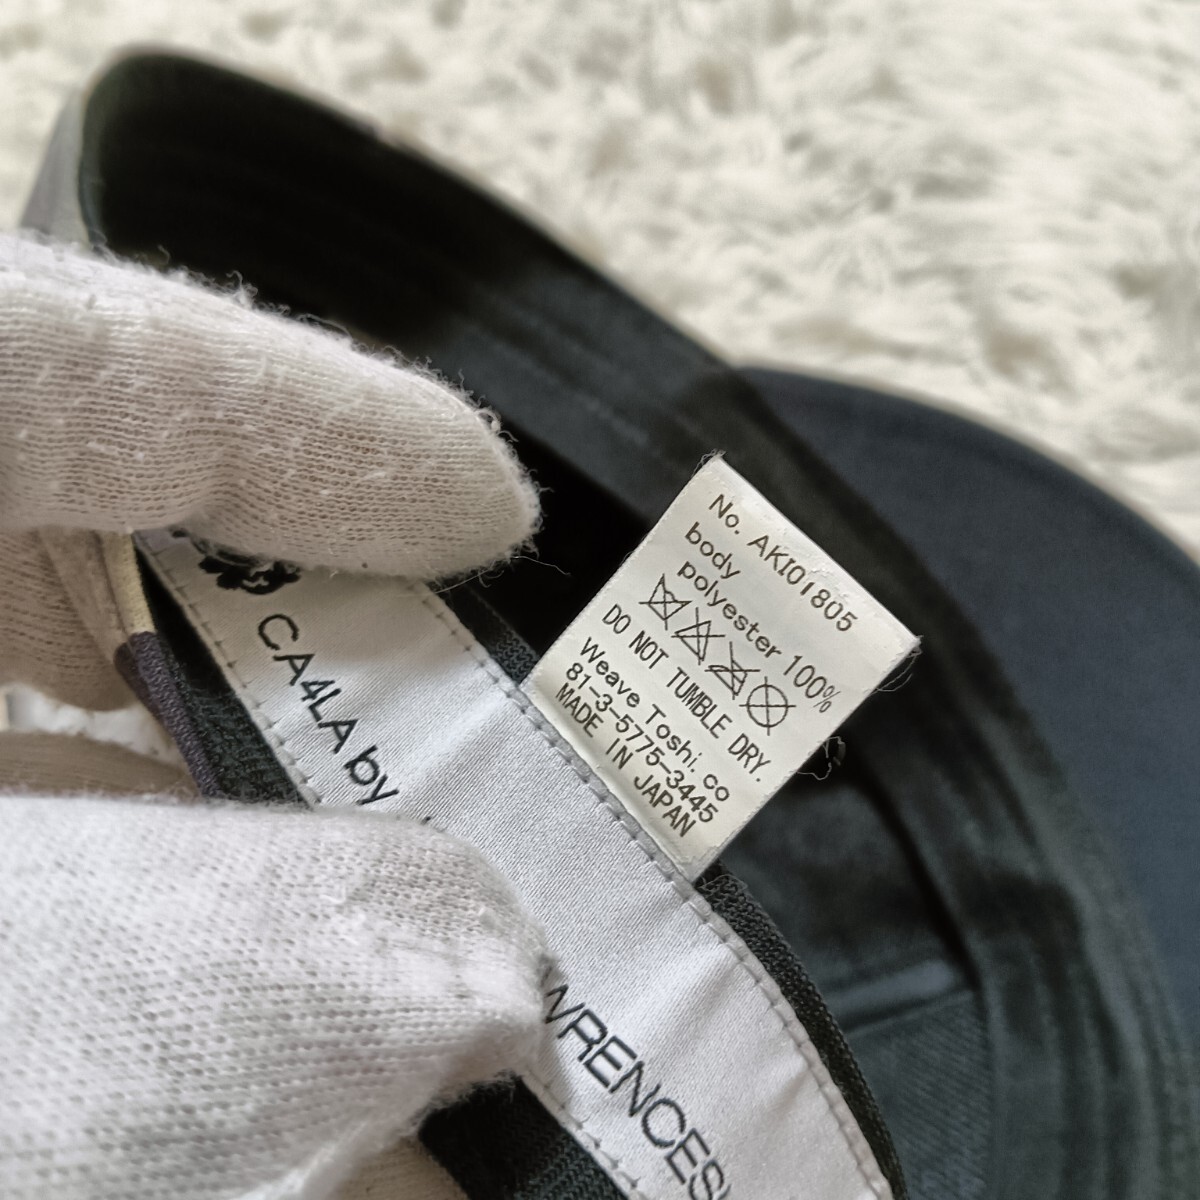 No. AKI01805
body
polyester 100%
DO NOT TUMBLE DRY.
Weave Toshi. co
81-3-5775-3445
MADE IN JAPAN
CA4LA by
WRENCES